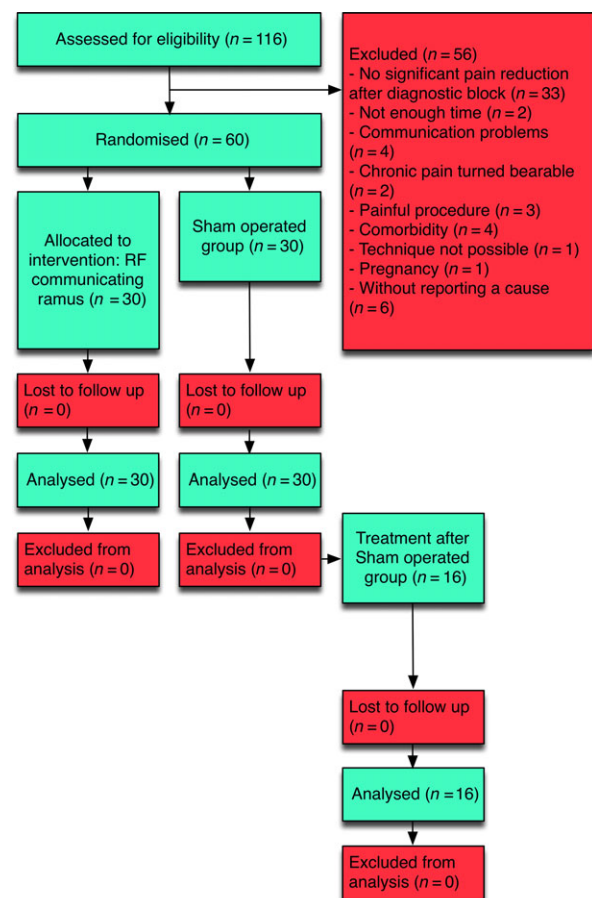 Assessed for eligibility (n = 116)
Excluded (n = 56)
- No significant pain reduction
after diagnostic block (n = 33)
- Not enough time (n = 2)
- Communication problems
(n = 4)
- Chronic pain turned bearable
(n = 2)
- Painful procedure (n = 3)
- Comorbidity (n = 4)
- Technique not possible (n = 1)
- Pregnancy (n = 1)
- Without reporting a cause
(n = 6)
Randomised (n = 60)
Allocated to
intervention: RF
communicating
ramus (n = 30)
Sham operated
group (n = 30)
Lost to follow up
(n = 0)
Lost to follow up
(n = 0)
Analysed (n = 30)
Analysed (n = 30)
Excluded from
analysis (n = 0)
Excluded from
analysis (n = 0)
Treatment after
Sham operated
group (n = 16)
Lost to follow up
(n = 0)
Analysed (n = 16)
Excluded from
analysis (n = 0)